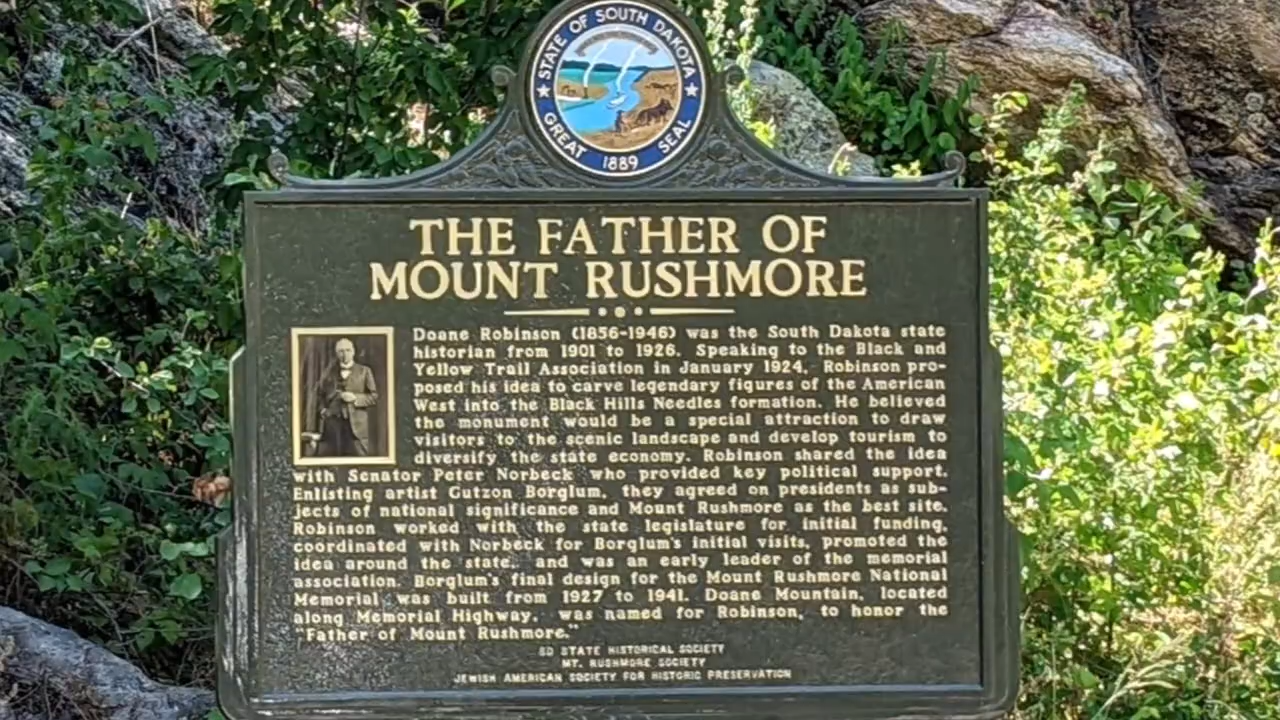 STATE OF SOUTH DAKOTA
GREAT SEAL
1889
THE FATHER OF
MOUNT RUSHMORE
Doane Robinson (1856-1946) was the South Dakota state
historian from 1901 to 1926. Speaking to the Black and
Yellow Trail Association in January 1924, Robinson pro-
posed his idea to carve legendary figures of the American
West into the Black Hills Needles formation. He believed
the monument would be a special attraction to draw
visitors to the scenic landscape and develop tourism to
diversify the state economy. Robinson shared the idea
with Senator Peter Norbeck who provided key political support.
Enlisting artist Gutzon Borglum, they agreed on presidents as sub-
jects of national significance and Mount Rushmore as the best site.
Robinson worked with the state legislature for initial funding,
coordinated with Norbeck for Borglum's initial visits, promoted the
idea around the state, and was an early leader of the memorial
association. Borglum's final design for the Mount Rushmore National
Memorial was built from 1927 to 1941. Doane Mountain, located
along Memorial Highway, was named for Robinson, to honor the
"Father of Mount Rushmore."
SD STATE HISTORICAL SOCIETY
MT. RUSHMORE SOCIETY
JEWISH AMERICAN SOCIETY FOR HISTORIC PRESERVATION